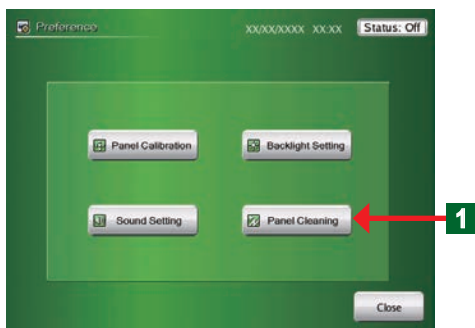 Preference XX/XX/XXXX XX:XX Status: Off
Panel Calibration Backlight Setting
Sound Setting Panel Cleaning 1
Close